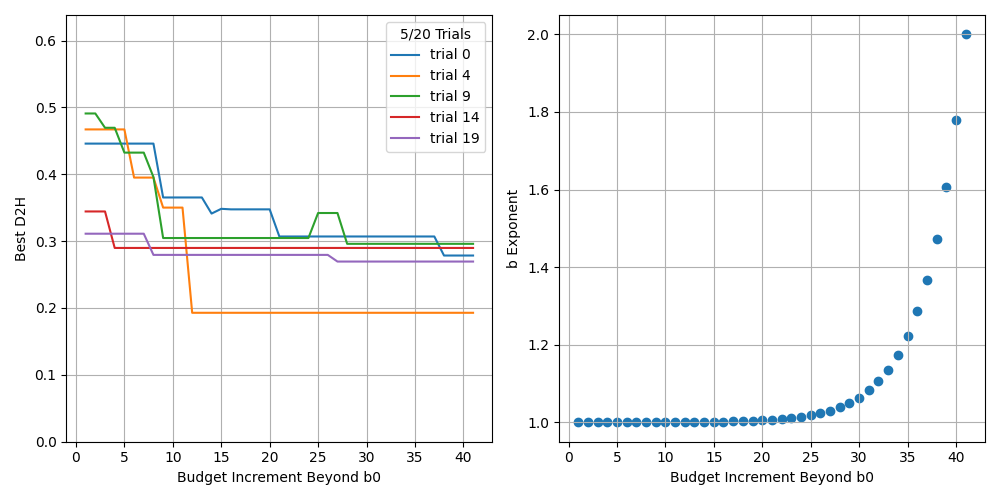 5/20 Trials
trial 0
trial 4
trial 9
trial 14
trial 19
Best D2H
0.6
0.5
0.4
0.3
0.2
0.1
0.0
0 5 10 15 20 25 30 35 40
Budget Increment Beyond b0
b Exponent
2.0
1.8
1.6
1.4
1.2
1.0
0 5 10 15 20 25 30 35 40
Budget Increment Beyond b0